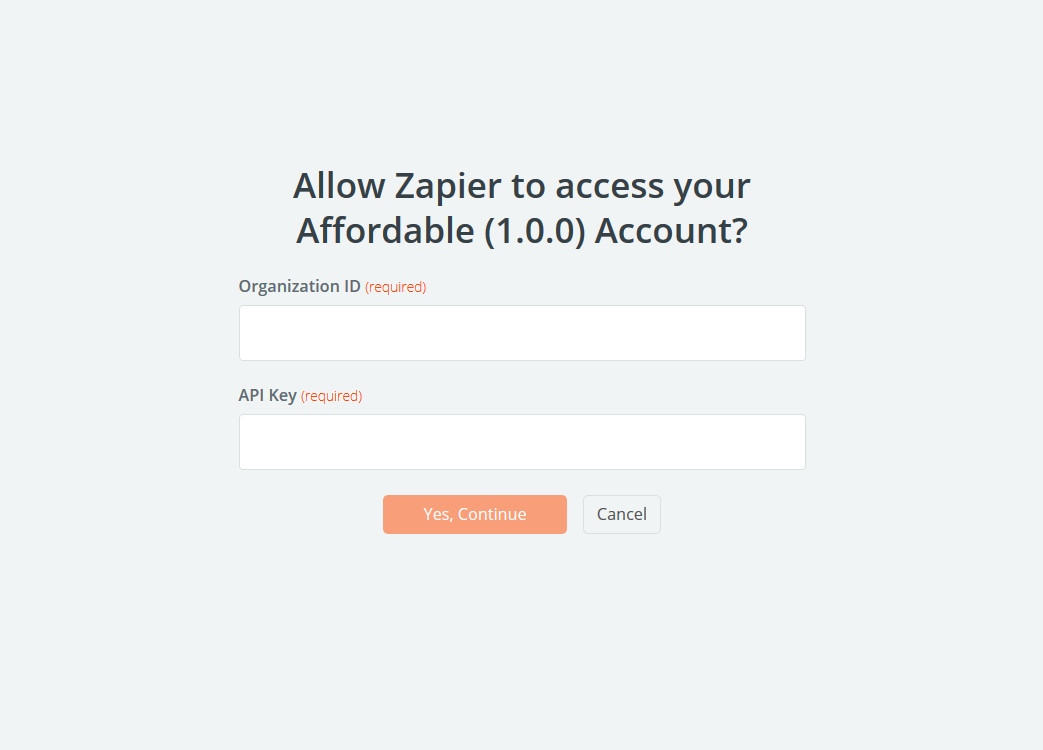 Allow Zapier to access your
Affordable (1.0.0) Account?
Organization ID (required)
API Key (required)
Yes, Continue
Cancel